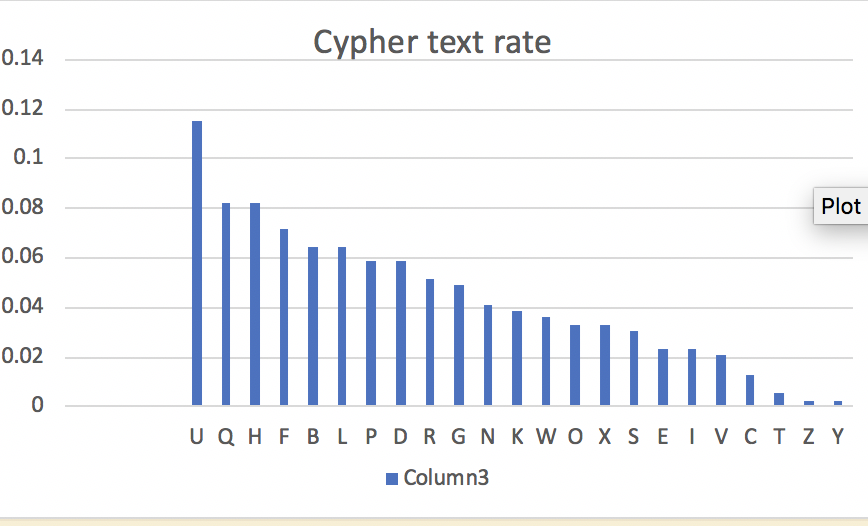 Cypher text rate
0.14
0.12
0.1
0.08
0.06
0.04
0.02
0
Plot
U Q H F B L P D R G N K W O X S E I V C T Z Y
Column3